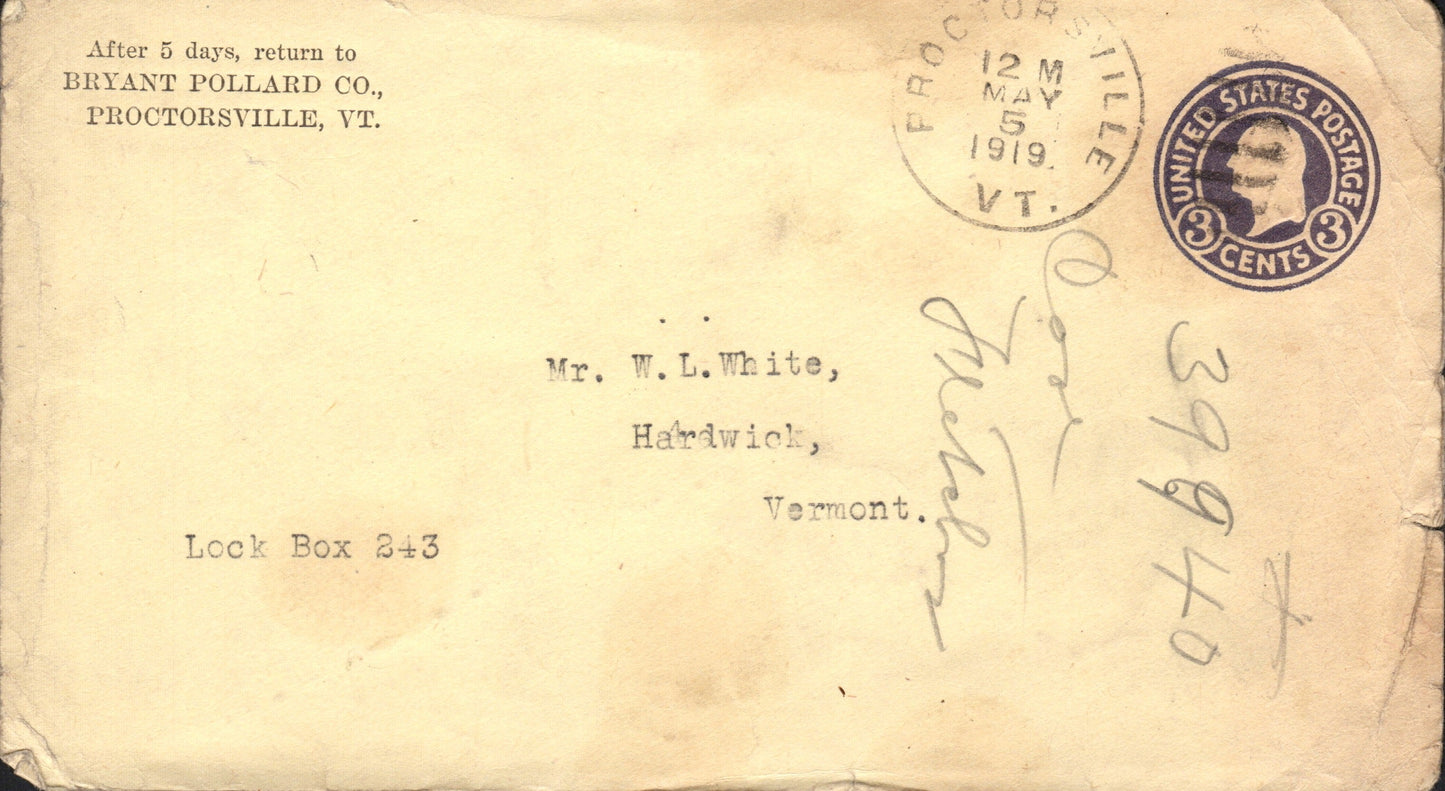 After 5 days, return to
BRYANT POLLARD CO.,
PROCTORSVILLE, VT.
PROCTORSVILLE
12 M
MAY
5
1919
VT.
UNITED STATES POSTAGE
3 CENTS 3
Mr. W. L. White,
Hardwick,
Vermont.
Lock Box 243
39940